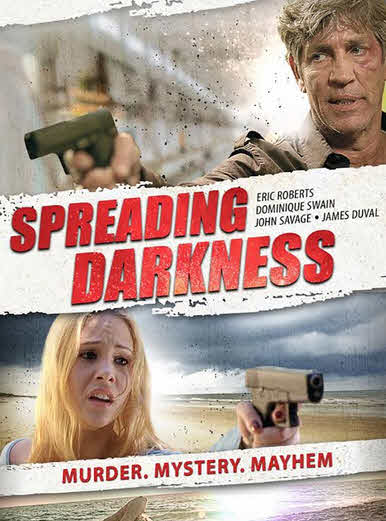 SPREADING
DARKNESS
ERIC ROBERTS
DOMINIQUE SWAIN
JOHN SAVAGE • JAMES DUVAL
MURDER. MYSTERY. MAYHEM